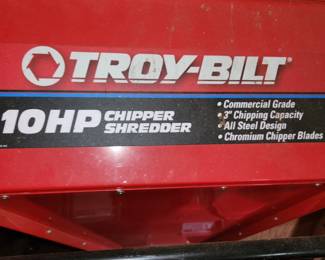 TROY-BILT
10HP CHIPPER SHREDDER
• Commercial Grade
• 3" Chipping Capacity
• All Steel Design
• Chromium Chipper Blades